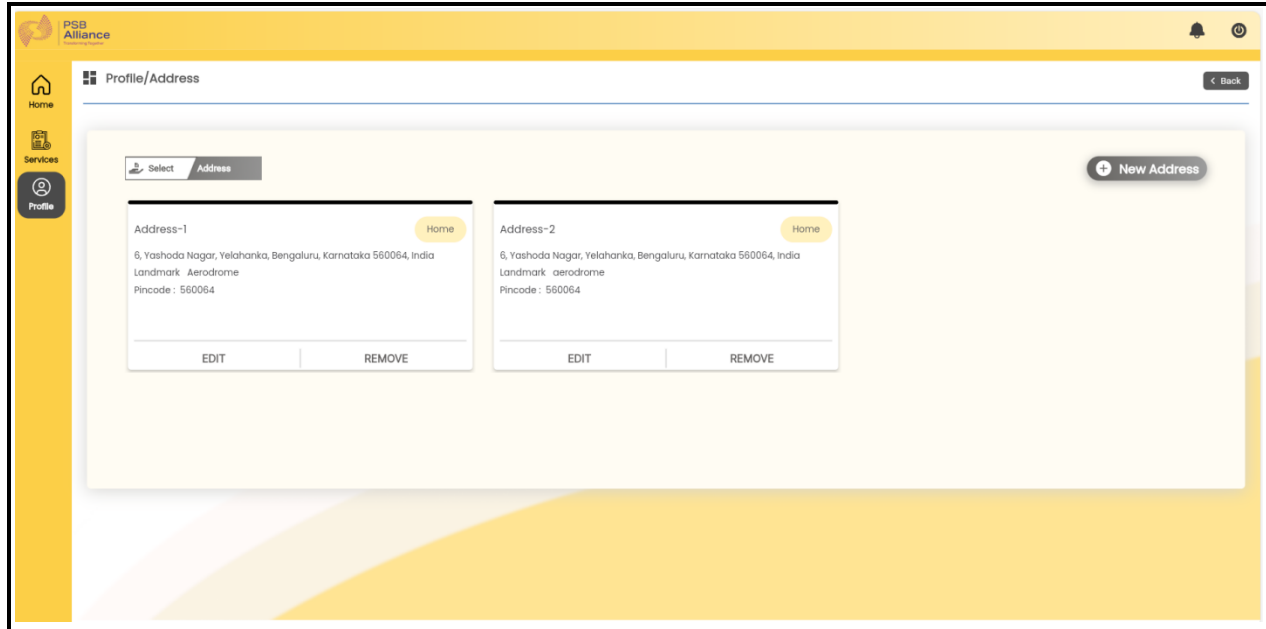 PSB
Alliance
Profile/Address
< Back
Home
Services
Profile
Select Address
New Address
Address-1 Home
6, Yashoda Nagar, Yelahanka, Bengaluru, Karnataka 560064, India
Landmark Aerodrome
Pincode : 560064
EDIT REMOVE
Address-2 Home
6, Yashoda Nagar, Yelahanka, Bengaluru, Karnataka 560064, India
Landmark aerodrome
Pincode : 560064
EDIT REMOVE